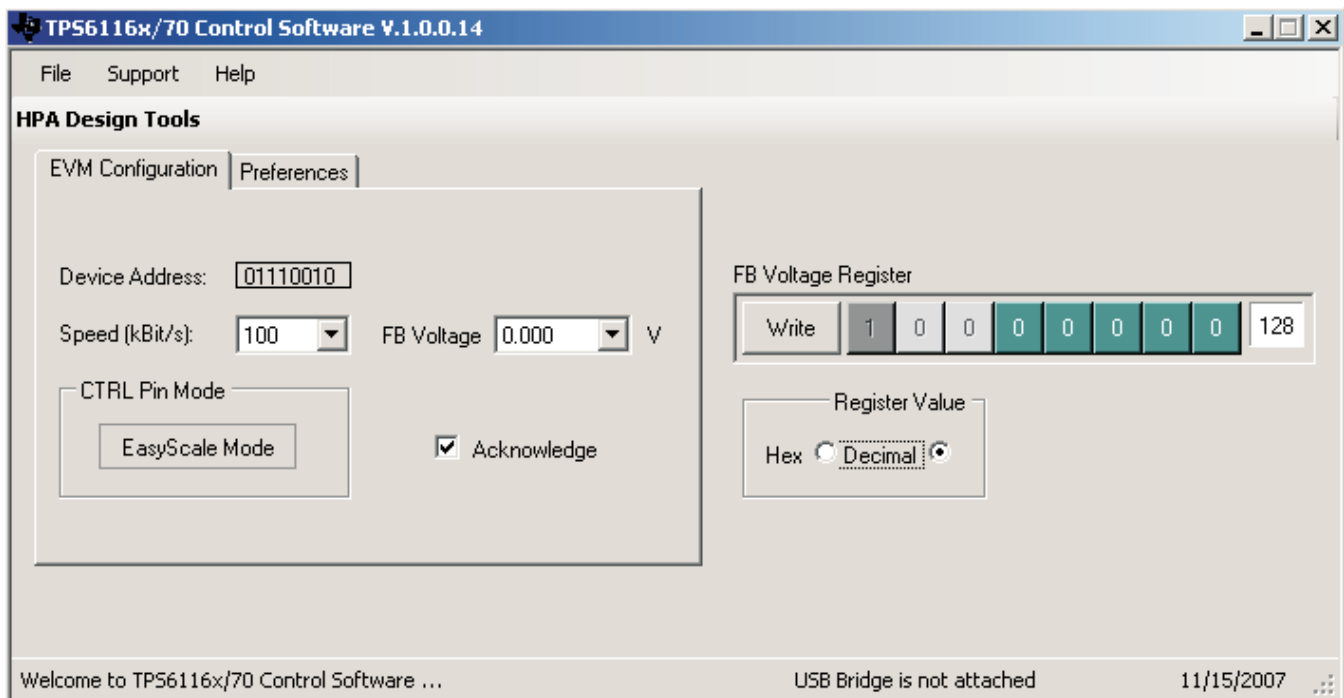 TPS6116x/70 Control Software V.1.0.0.14
File Support Help
HPA Design Tools
EVM Configuration Preferences
Device Address: 01110010
Speed (kBit/s): 100 FB Voltage 0.000 V
CTRL Pin Mode
EasyScale Mode
Acknowledge
FB Voltage Register
Write 1 0 0 0 0 0 0 0 128
Register Value
Hex Decimal
Welcome to TPS6116x/70 Control Software ... USB Bridge is not attached 11/15/2007